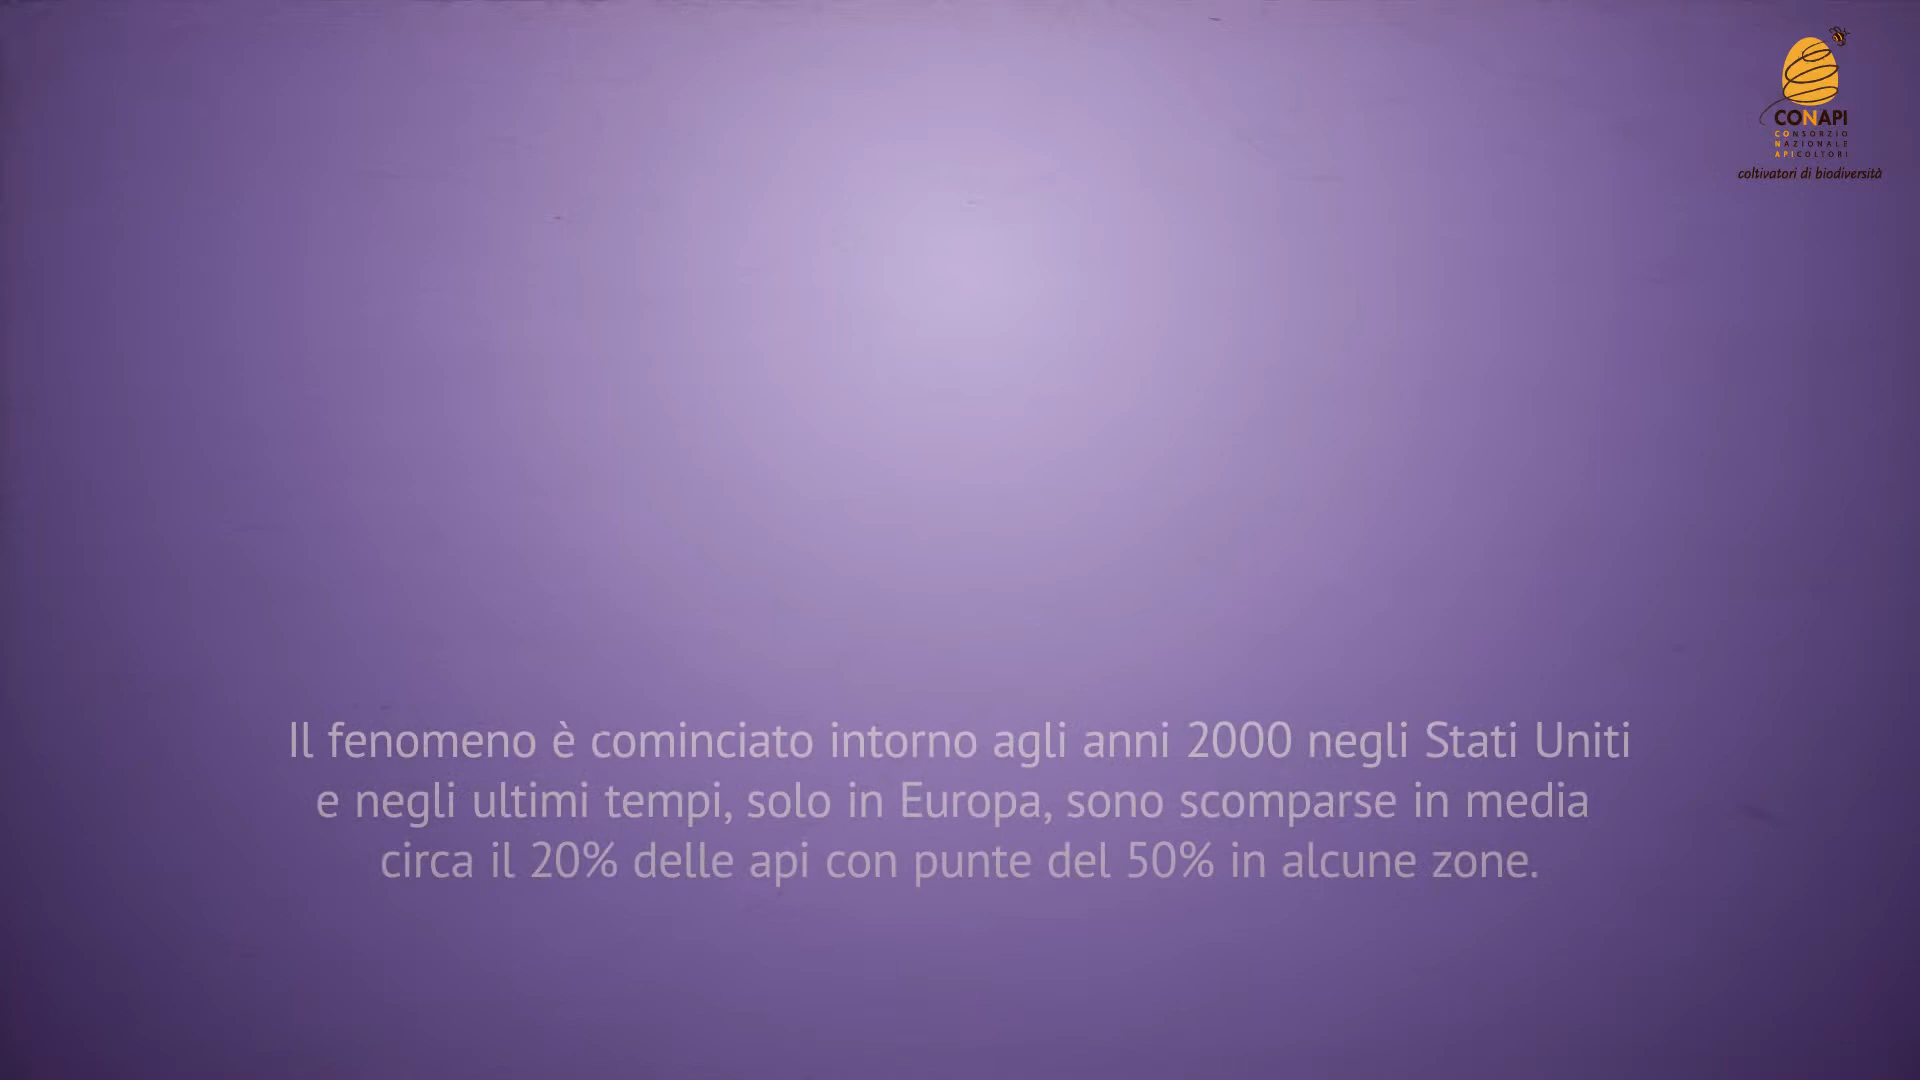 CONAPI
CONSORZIO
NAZIONALE
APICOLTORI
coltivatori di biodiversità
Il fenomeno è cominciato intorno agli anni 2000 negli Stati Uniti
e negli ultimi tempi, solo in Europa, sono scomparse in media
circa il 20% delle api con punte del 50% in alcune zone.